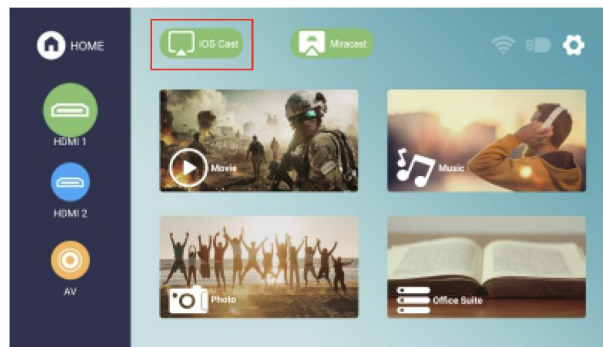 HOME
iOS Cast
Miracast
HDMI 1
HDMI 2
AV
Movie
Music
Photo
Office Suite